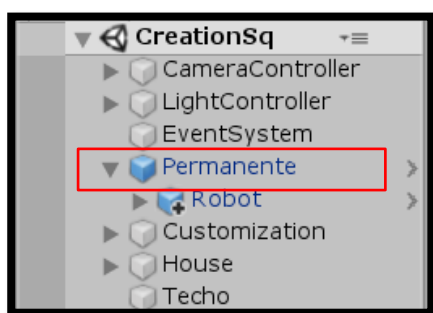 CreationSq
CameraController
LightController
EventSystem
Permanente
Robot
Customization
House
Techo